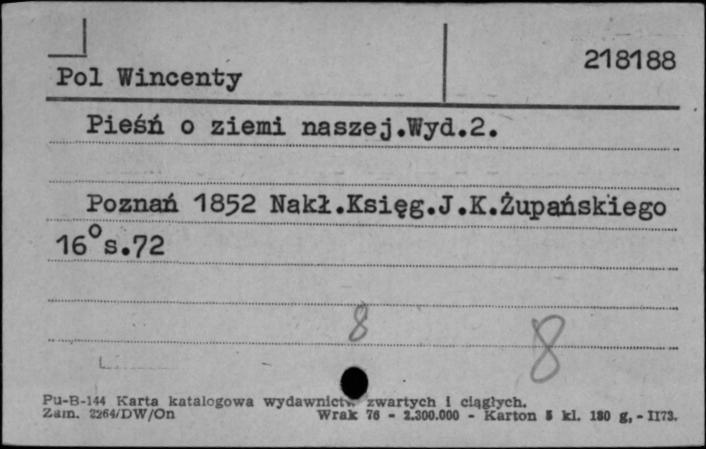 218188
Pol Wincenty
Pieśń o ziemi naszej.Wyd.2.
Poznań 1852 Nakł.Księg.J.K.Żupańskiego
16° s.72
8
8
Pu-B-144 Karta katalogowa wydawnictw zwartych i ciągłych.
Zam. 2264/DW/On Wrak 76 - 2.300.000 - Karton 5 kl. 180 g, - II73.